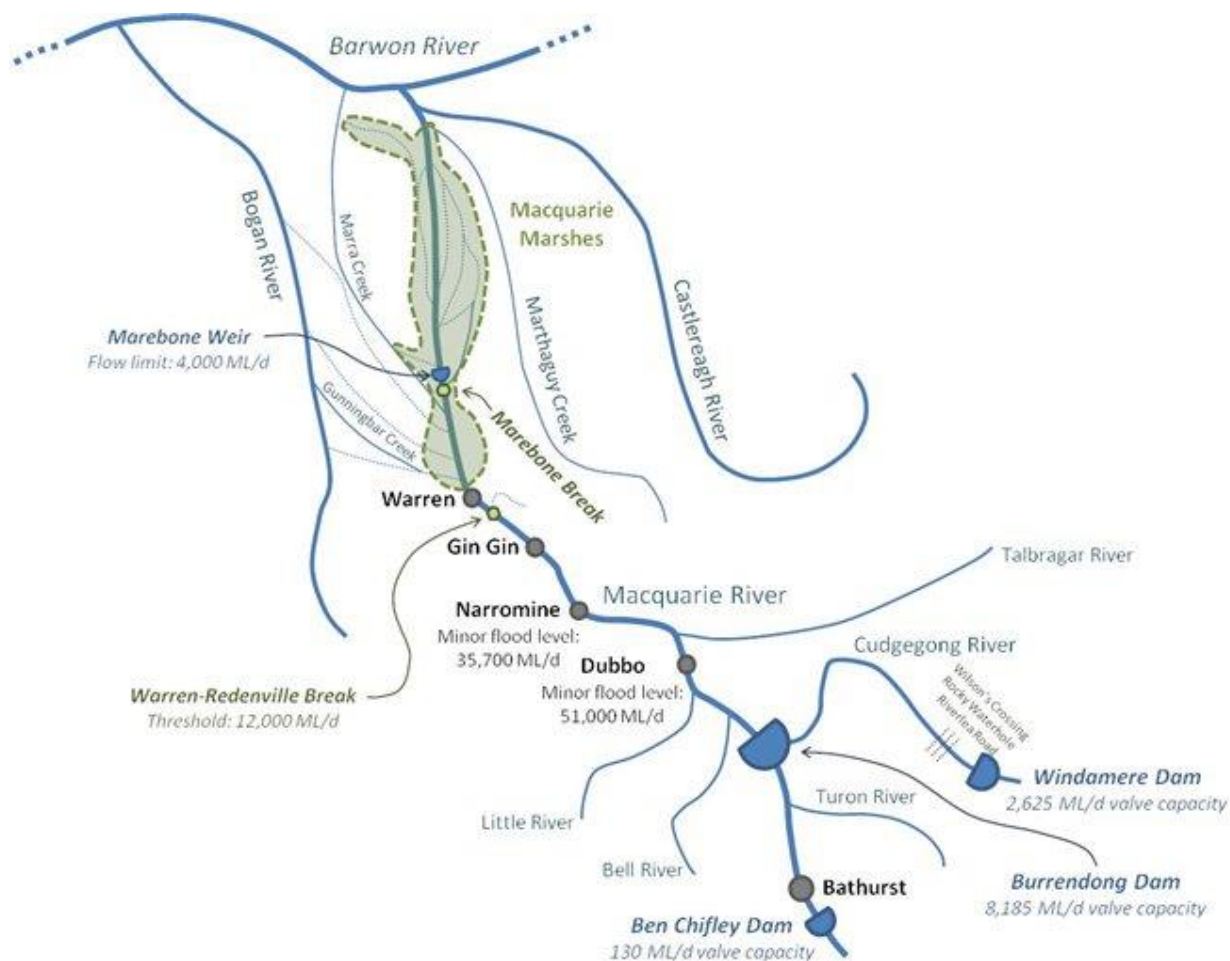 Barwon River
Bogan River
Marra Creek
Macquarie
Marshes
Castlereagh River
Marthaguy Creek
Marebone Weir
Flow limit: 4,000 ML/d
Gunningbar Creek
Marebone Break
Warren
Gin Gin
Talbragar River
Narromine
Minor flood level:
35,700 ML/d
Macquarie River
Cudgegong River
Dubbo
Minor flood level:
51,000 ML/d
Warren-Redenville Break
Threshold: 12,000 ML/d
Wilson's Crossing
Rocky Waterhole
Riverlea Road
Windamere Dam
2,625 ML/d valve capacity
Turon River
Little River
Bell River
Bathurst
Burrendong Dam
8,185 ML/d valve capacity
Ben Chifley Dam
130 ML/d valve capacity